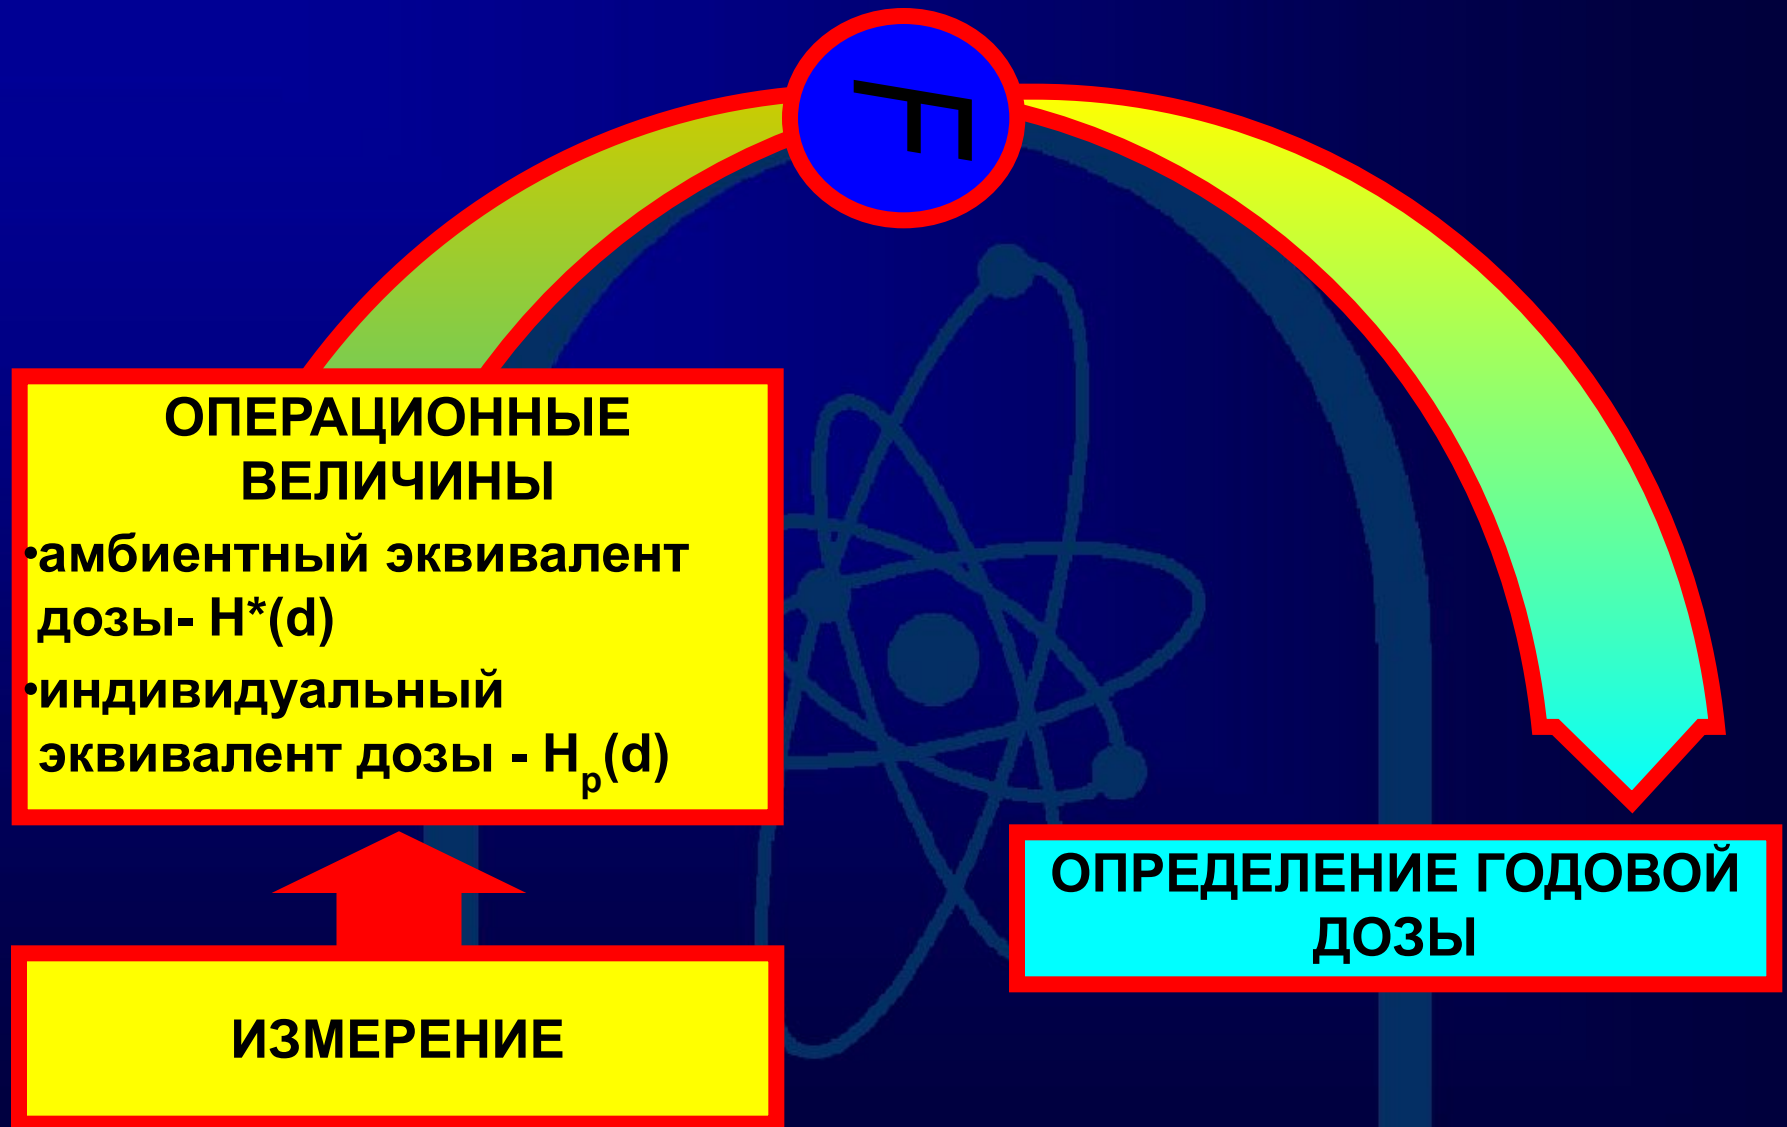 F
ОПЕРАЦИОННЫЕ
ВЕЛИЧИНЫ
•амбиентный эквивалент
дозы- H*(d)
•индивидуальный
эквивалент дозы - Hp(d)
ОПРЕДЕЛЕНИЕ ГОДОВОЙ
ДОЗЫ
ИЗМЕРЕНИЕ